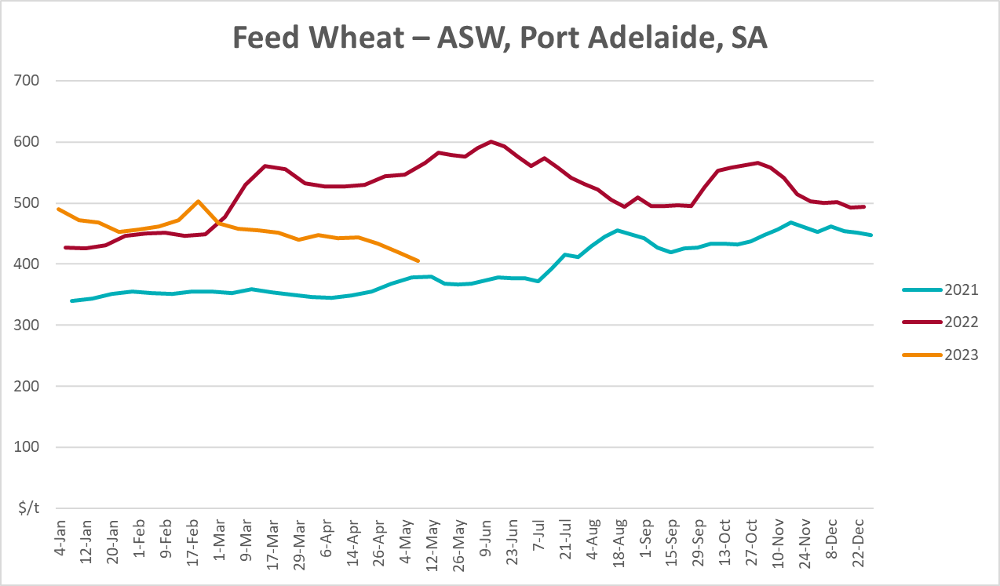 Feed Wheat – ASW, Port Adelaide, SA
700
600
500
400
300
200
100
$/t
4-Jan
12-Jan
20-Jan
1-Feb
9-Feb
17-Feb
1-Mar
9-Mar
17-Mar
29-Mar
6-Apr
14-Apr
26-Apr
4-May
12-May
26-May
9-Jun
23-Jun
7-Jul
21-Jul
4-Aug
18-Aug
1-Sep
15-Sep
29-Sep
13-Oct
27-Oct
10-Nov
24-Nov
8-Dec
22-Dec
2021
2022
2023